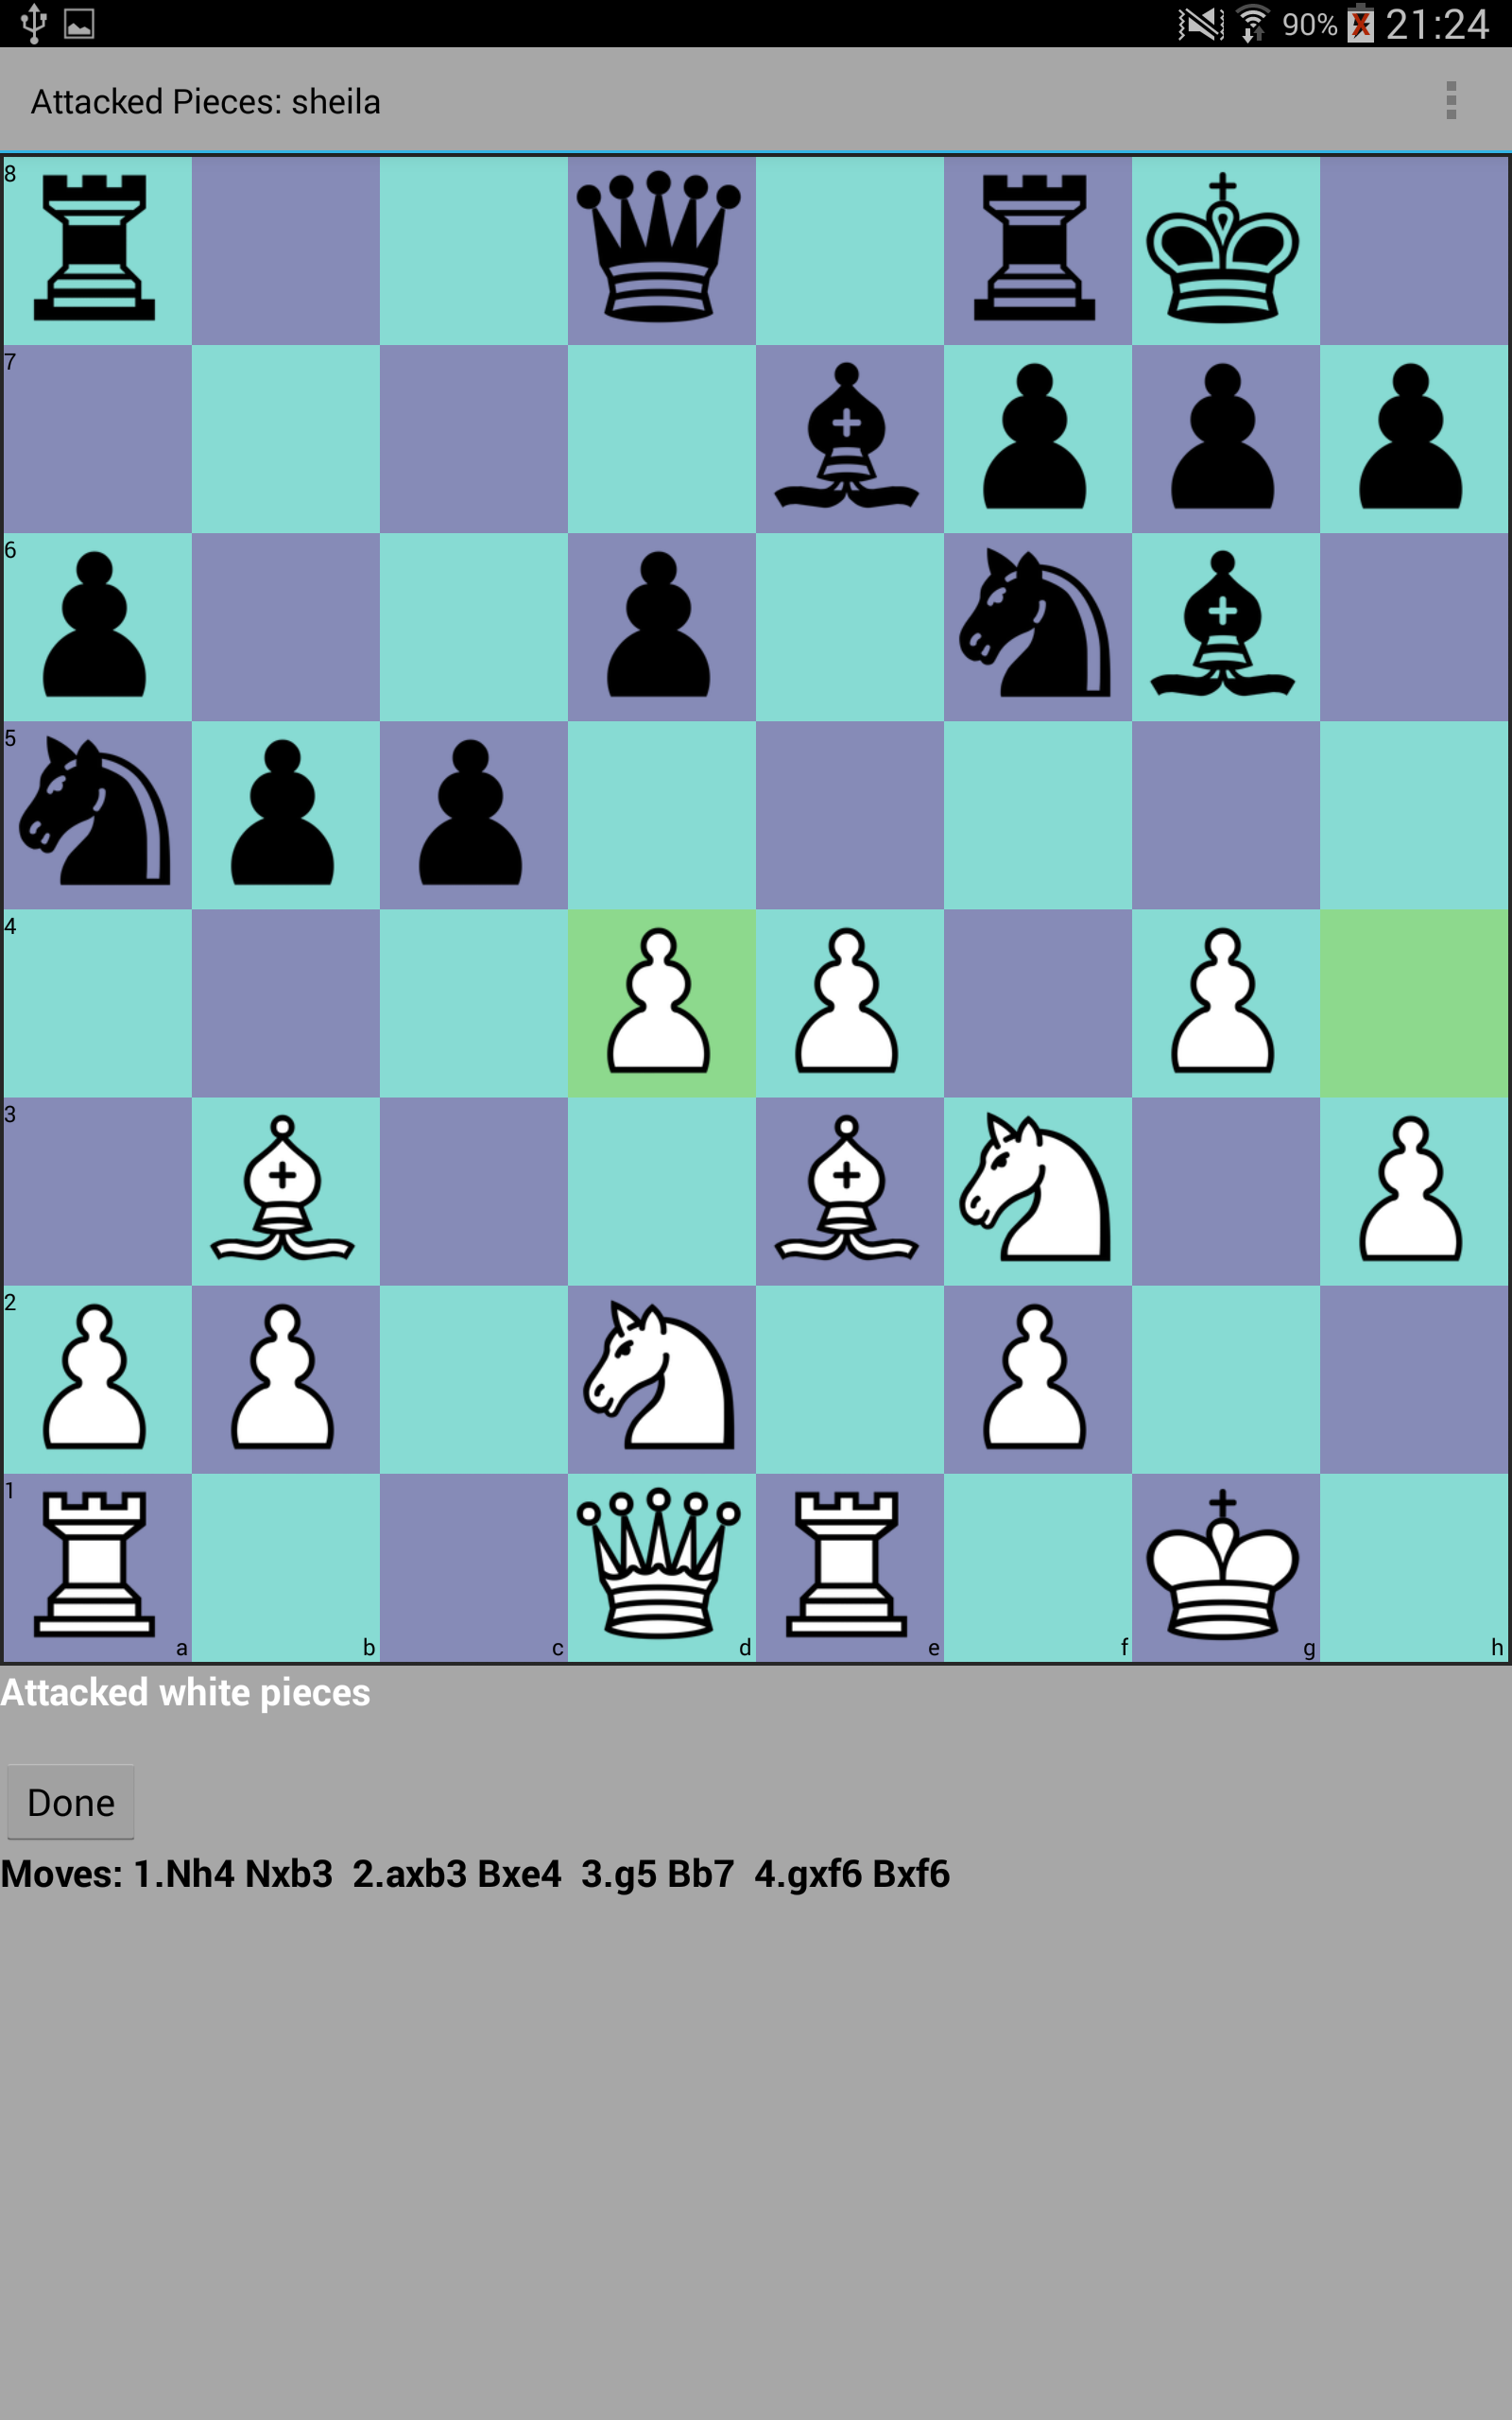 90% 21:24
Attacked Pieces: sheila
8
7
6
5
4
3
2
1
a b c d e f g h
Attacked white pieces
Done
Moves: 1.Nh4 Nxb3 2.axb3 Bxe4 3.g5 Bb7 4.gxf6 Bxf6